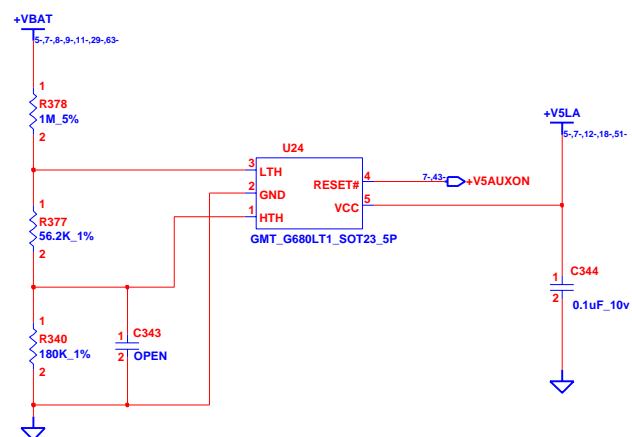 +VBAT
5-,7-,8-,9-,11-,29-,63-
1
R378
1M_5%
2
U24
3 LTH
2 GND
1 HTH
RESET# 4
VCC 5
GMT_G680LT1_SOT23_5P
7-,43-
+V5AUXON
+V5LA
5-,7-,12-,18-,51-
1
R377
56.2K_1%
2
1
R340
180K_1%
2
C343
1
2
OPEN
C344
1
2
0.1uF_10v